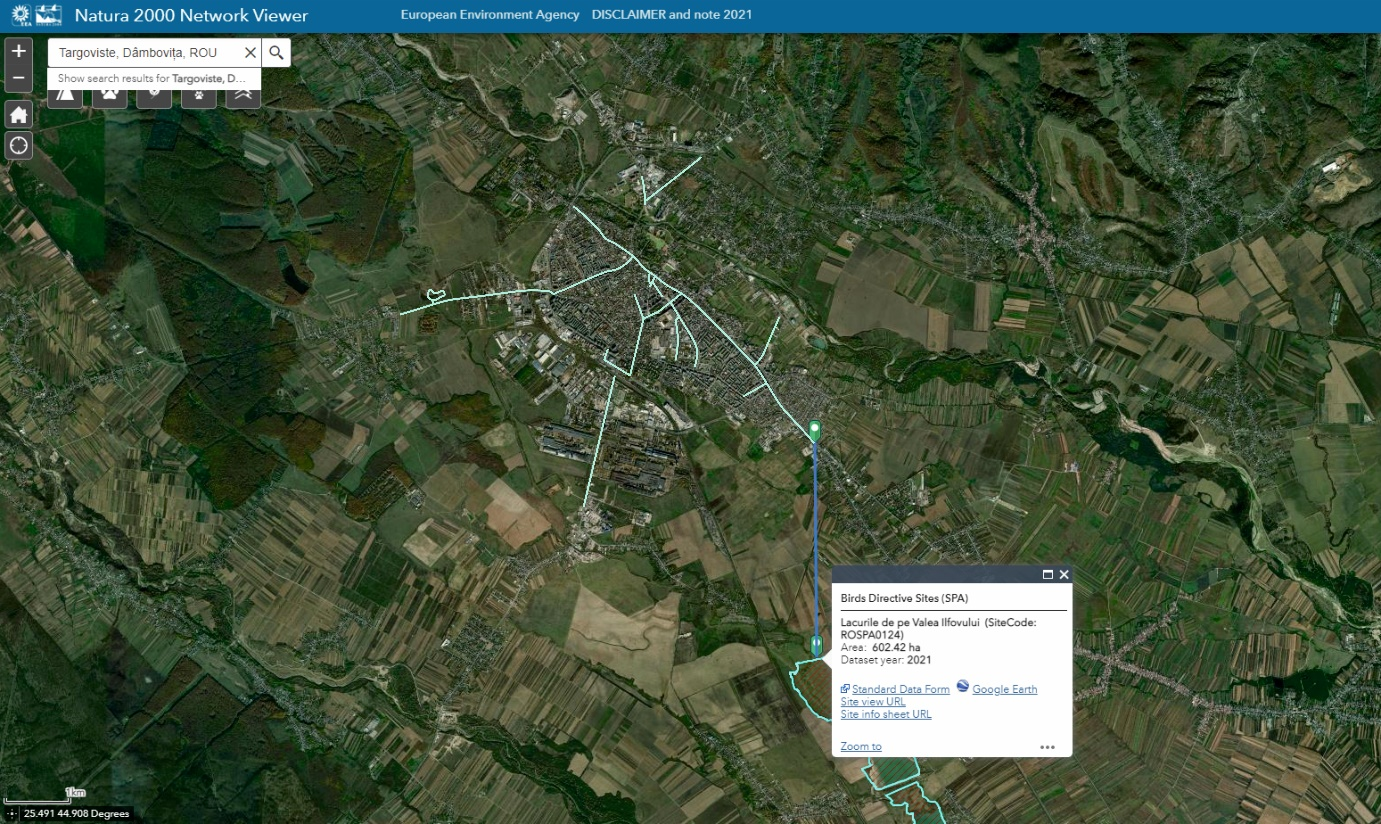 Natura 2000 Network Viewer
European Environment Agency DISCLAIMER and note 2021
+
Targoviste, Dâmbovița, ROU
Show search results for Targoviste, D...
−
Birds Directive Sites (SPA)
Lacurile de pe Valea Ilfovului (SiteCode:
ROSPA0124)
Area: 602.42 ha
Dataset year: 2021
Standard Data Form Google Earth
Site view URL
Site info sheet URL
Zoom to
1km
25.491 44.908 Degrees